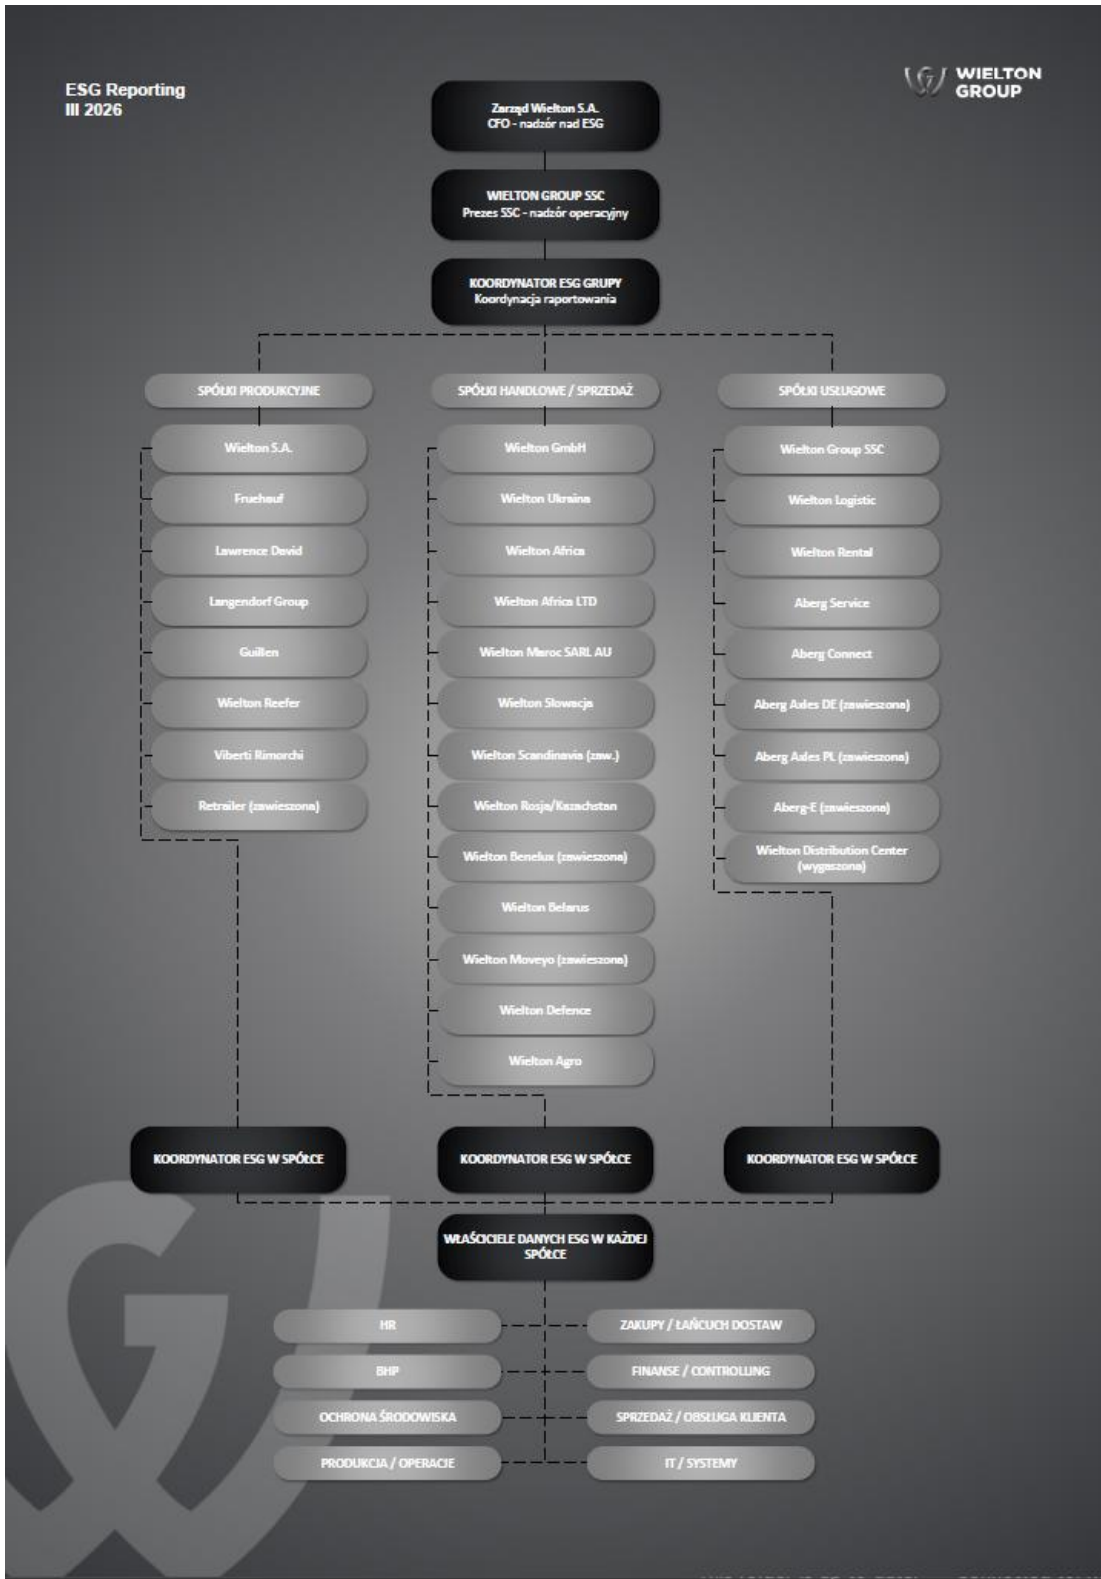 ESG Reporting
III 2026
WIELTON
GROUP
Zarząd Wielton S.A.
CFO - nadzór nad ESG
WIELTON GROUP SSC
Prezes SSC - nadzór operacyjny
KOORDYNATOR ESG GRUPY
Koordynacja raportowania
SPÓŁKI PRODUKCYJNE
Wielton S.A.
Fruehauf
Lawrence David
Langendorf Group
Guillen
Wielton Reefer
Viberti Rimorchi
Retrailer (zawieszona)
SPÓŁKI HANDLOWE / SPRZEDAŻ
Wielton GmbH
Wielton Ukraina
Wielton Africa
Wielton Africa LTD
Wielton Maroc SARL AU
Wielton Słowacja
Wielton Scandinavia (zaw.)
Wielton Rosja/Kazachstan
Wielton Benelux (zawieszona)
Wielton Belarus
Wielton Moveyo (zawieszona)
Wielton Defence
Wielton Agro
SPÓŁKI USŁUGOWE
Wielton Group SSC
Wielton Logistic
Wielton Rental
Aberg Service
Aberg Connect
Aberg Axles DE (zawieszona)
Aberg Axles PL (zawieszona)
Aberg-E (zawieszona)
Wielton Distribution Center
(wygaszona)
KOORDYNATOR ESG W SPÓŁCE
KOORDYNATOR ESG W SPÓŁCE
KOORDYNATOR ESG W SPÓŁCE
WŁAŚCICIELE DANYCH ESG W KAŻDEJ
SPÓŁCE
HR
ZAKUPY / ŁAŃCUCH DOSTAW
BHP
FINANSE / CONTROLLING
OCHRONA ŚRODOWISKA
SPRZEDAŻ / OBSŁUGA KLIENTA
PRODUKCJA / OPERACJE
IT / SYSTEMY